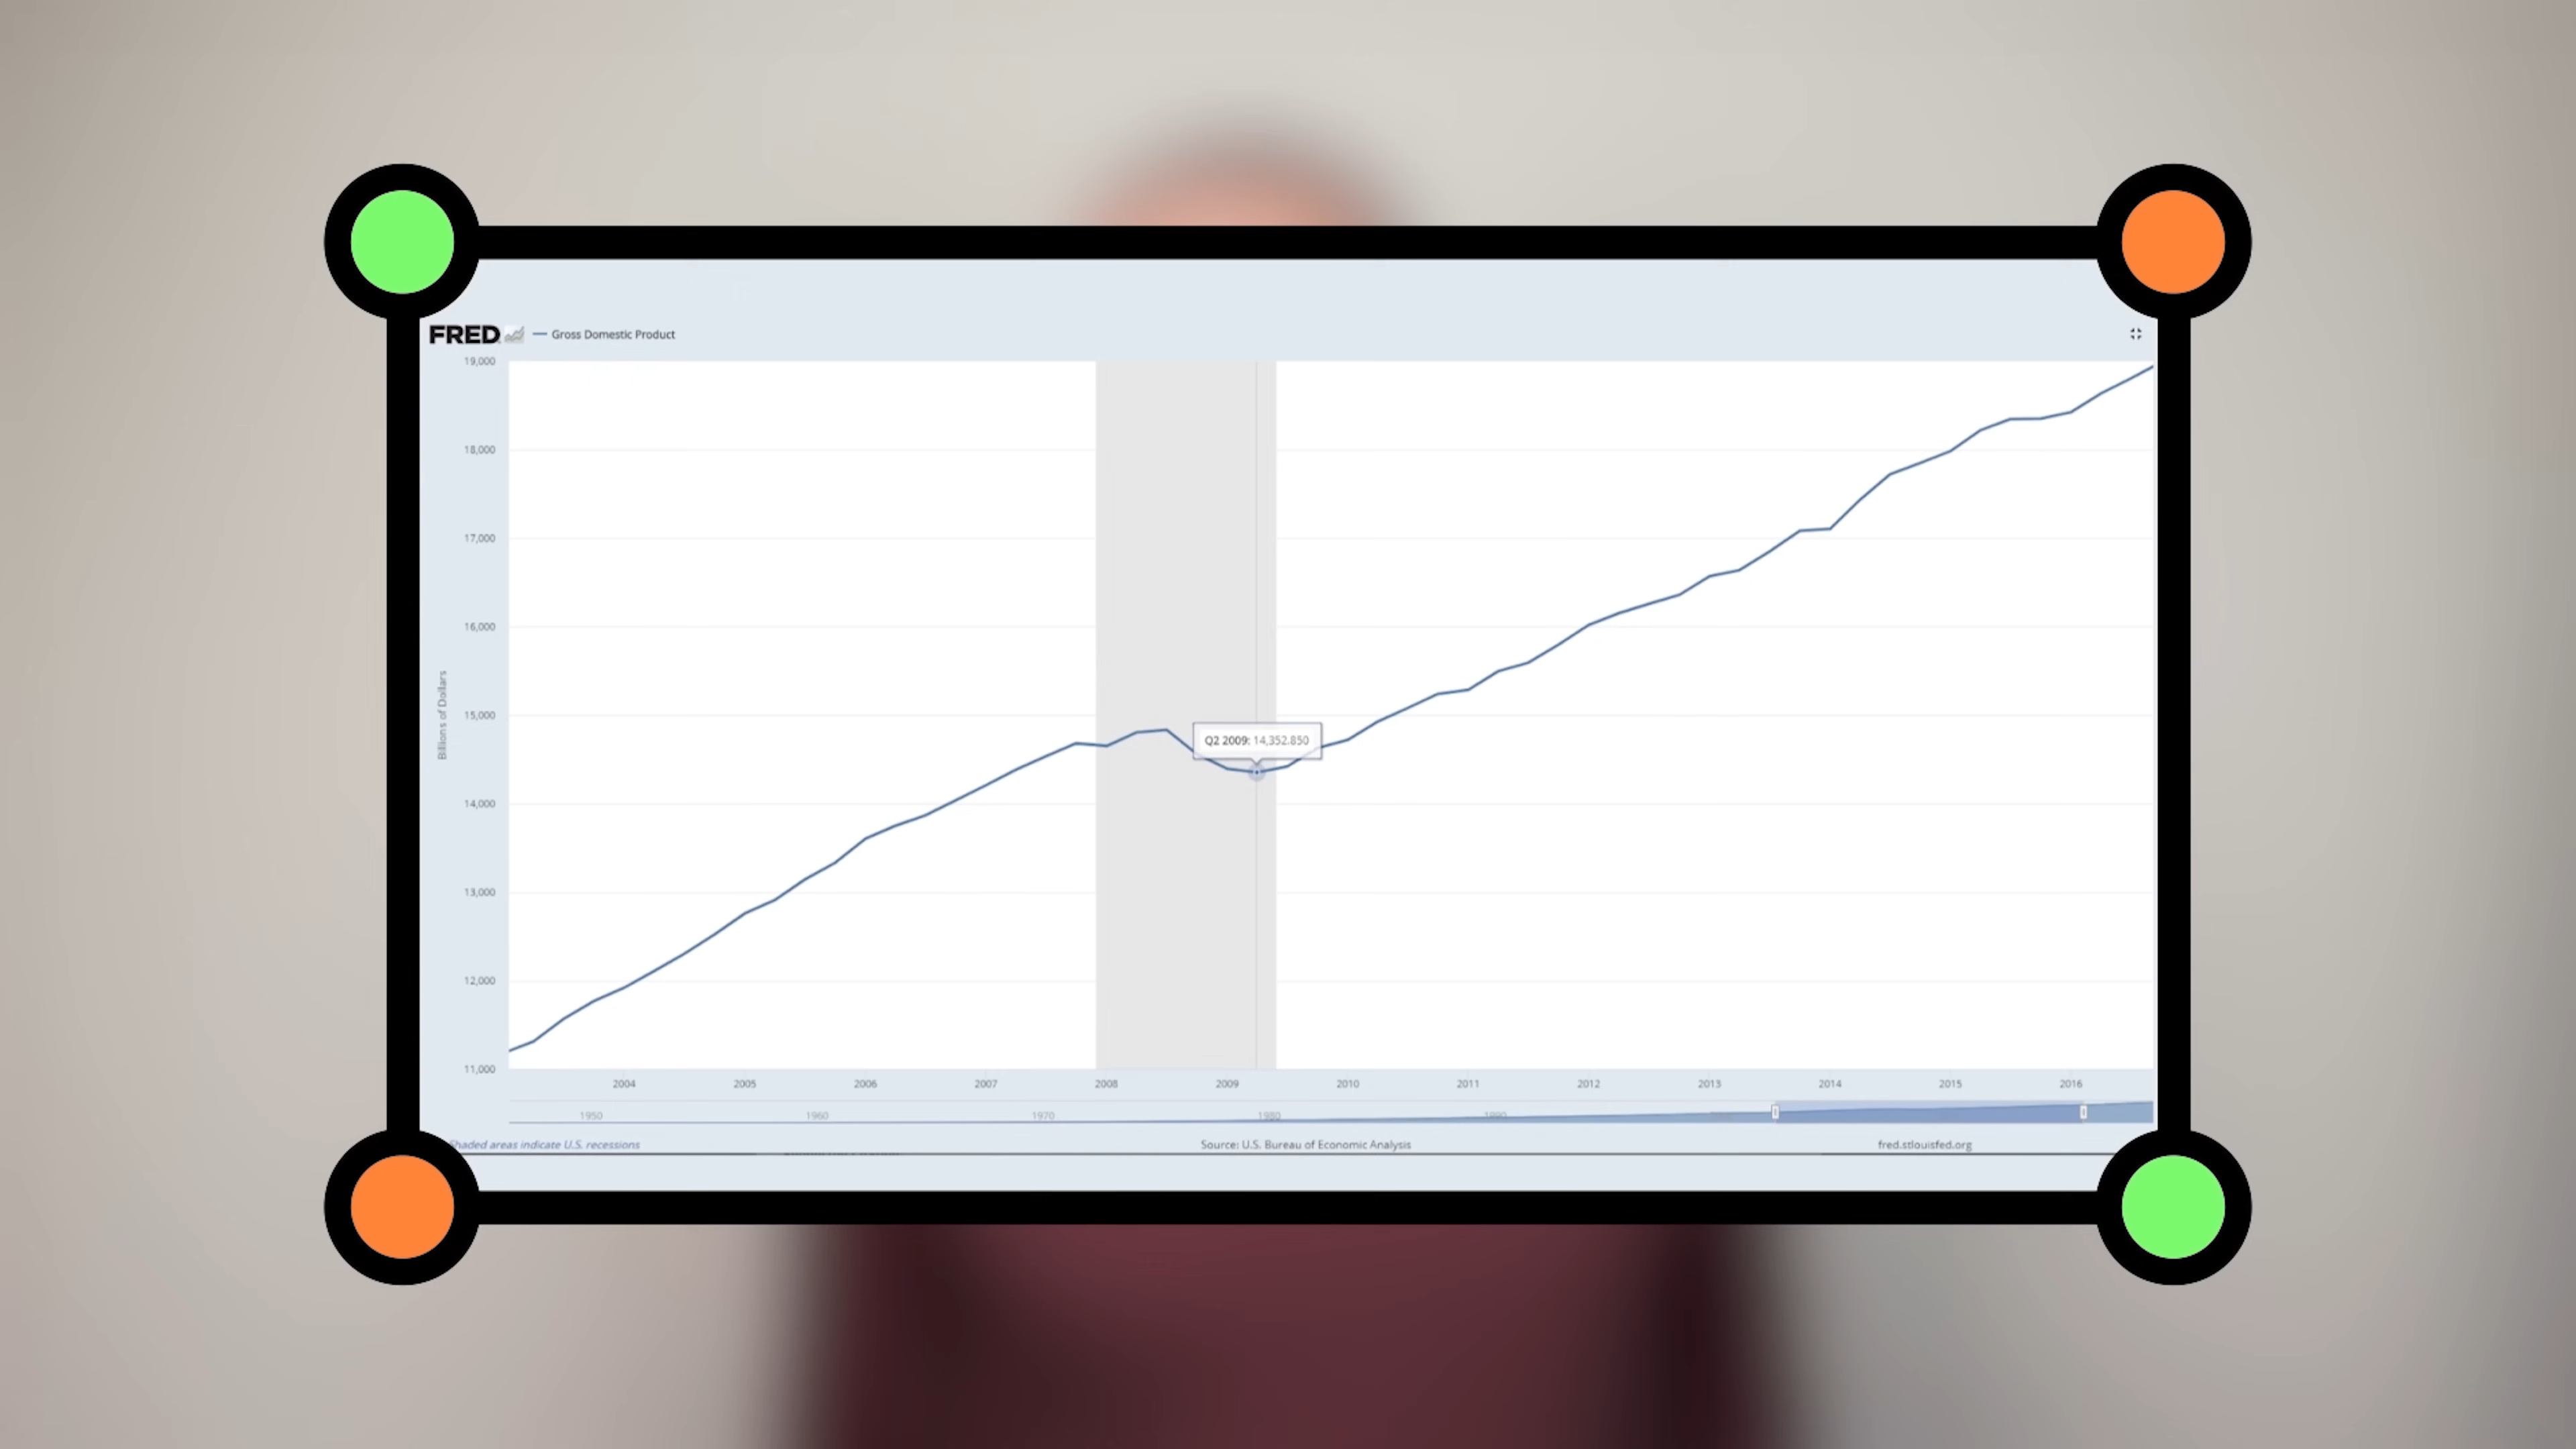 FRED
Gross Domestic Product
19,000
18,000
17,000
16,000
15,000
14,000
13,000
12,000
11,000
Billions of Dollars
Q2 2009: 14,352.850
2004 2005 2006 2007 2008 2009 2010 2011 2012 2013 2014 2015 2016
1950 1960 1970 1980 1990
Shaded areas indicate U.S. recessions
Source: U.S. Bureau of Economic Analysis
fred.stlouisfed.org